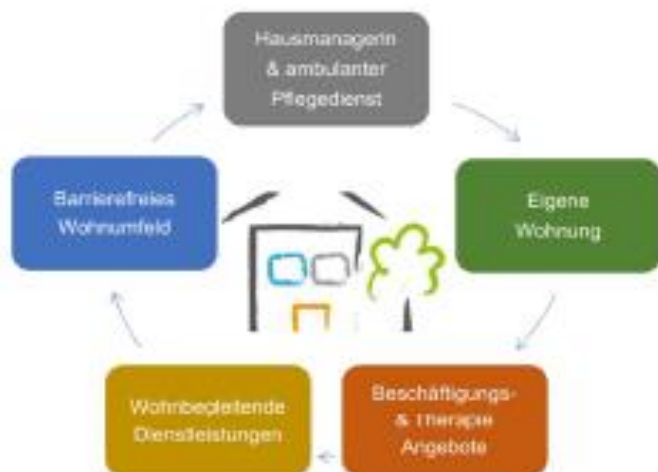 Hausmanagerin
& ambulanter
Pflegedienst
Eigene
Wohnung
Beschäftigungs-
& Therapie
Angebote
Wohnbegleitende
Dienstleistungen
Barrierefreies
Wohnumfeld